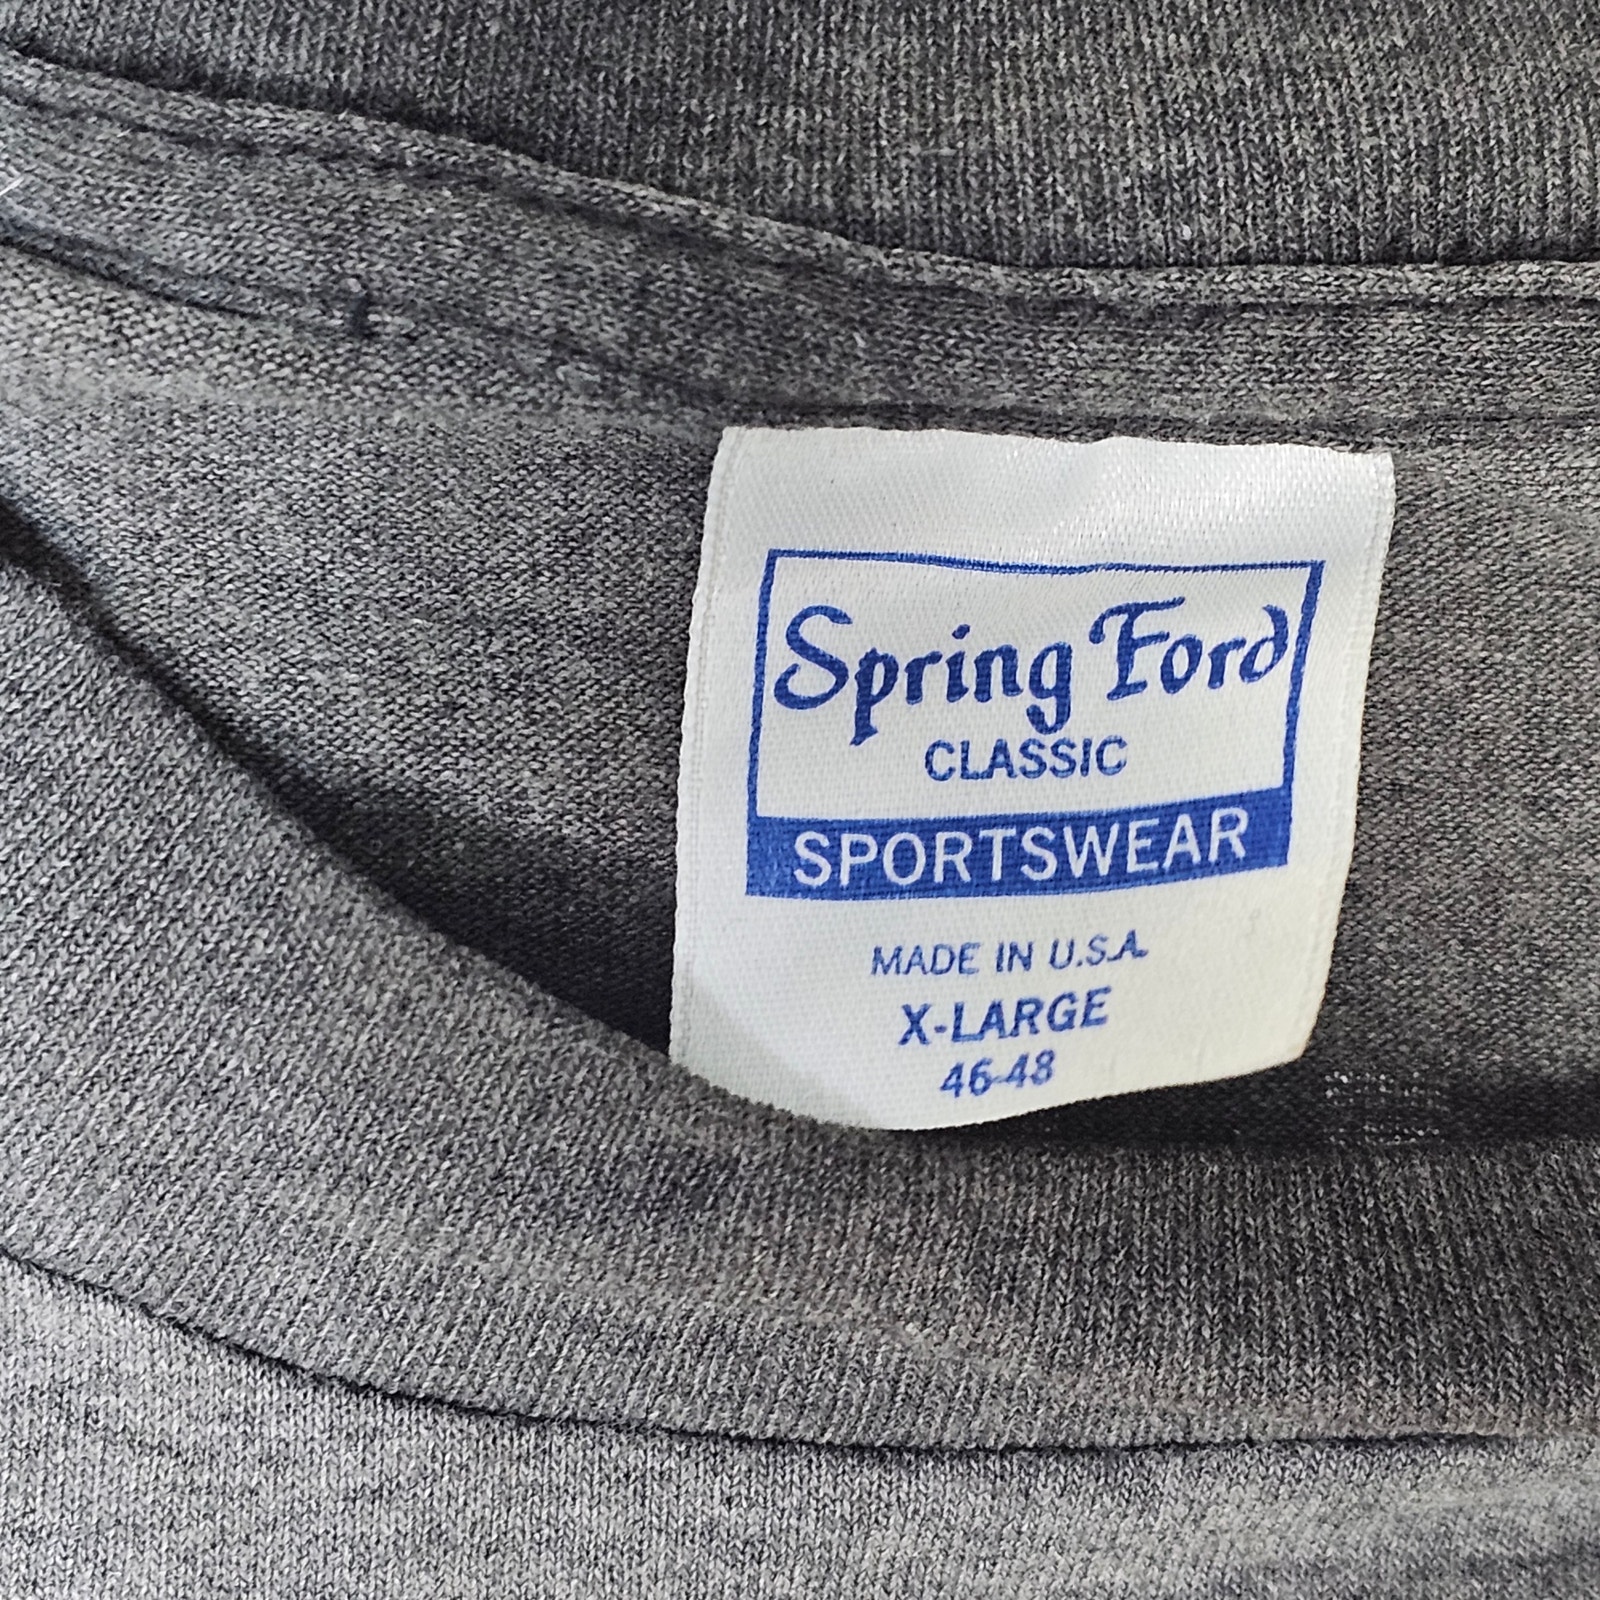 Spring Ford
CLASSIC
SPORTSWEAR
MADE IN U.S.A.
X-LARGE
46-48